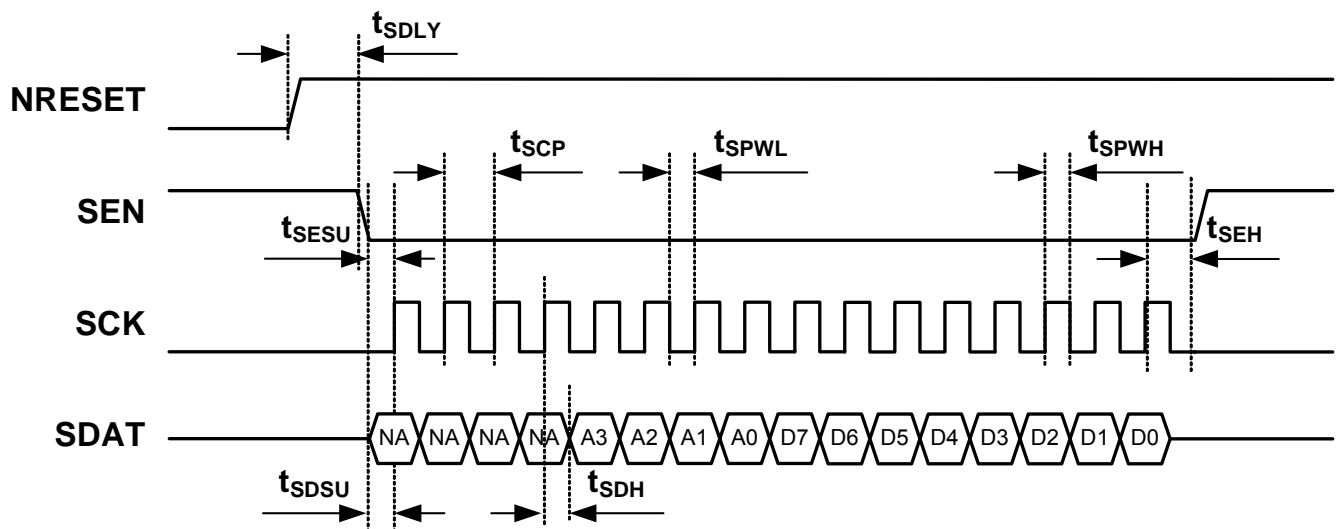 tSDLY
NRESET
tSCP tSPWL tSPWH
SEN
tSESU tSEH
SCK
SDAT NA NA NA NA A3 A2 A1 A0 D7 D6 D5 D4 D3 D2 D1 D0
tSDSU tSDH